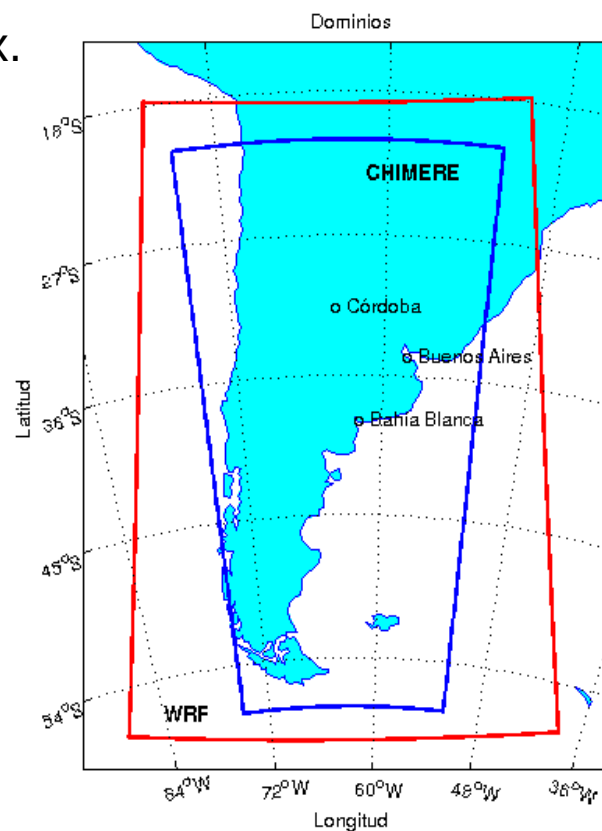 x.
Dominios
18°S
CHIMERE
27°S
Córdoba
Buenos Aires
Latitud
36°S
Bahía Blanca
45°S
54°S
WRF
84°W
72°W
60°W
48°W
36°W
Longitud